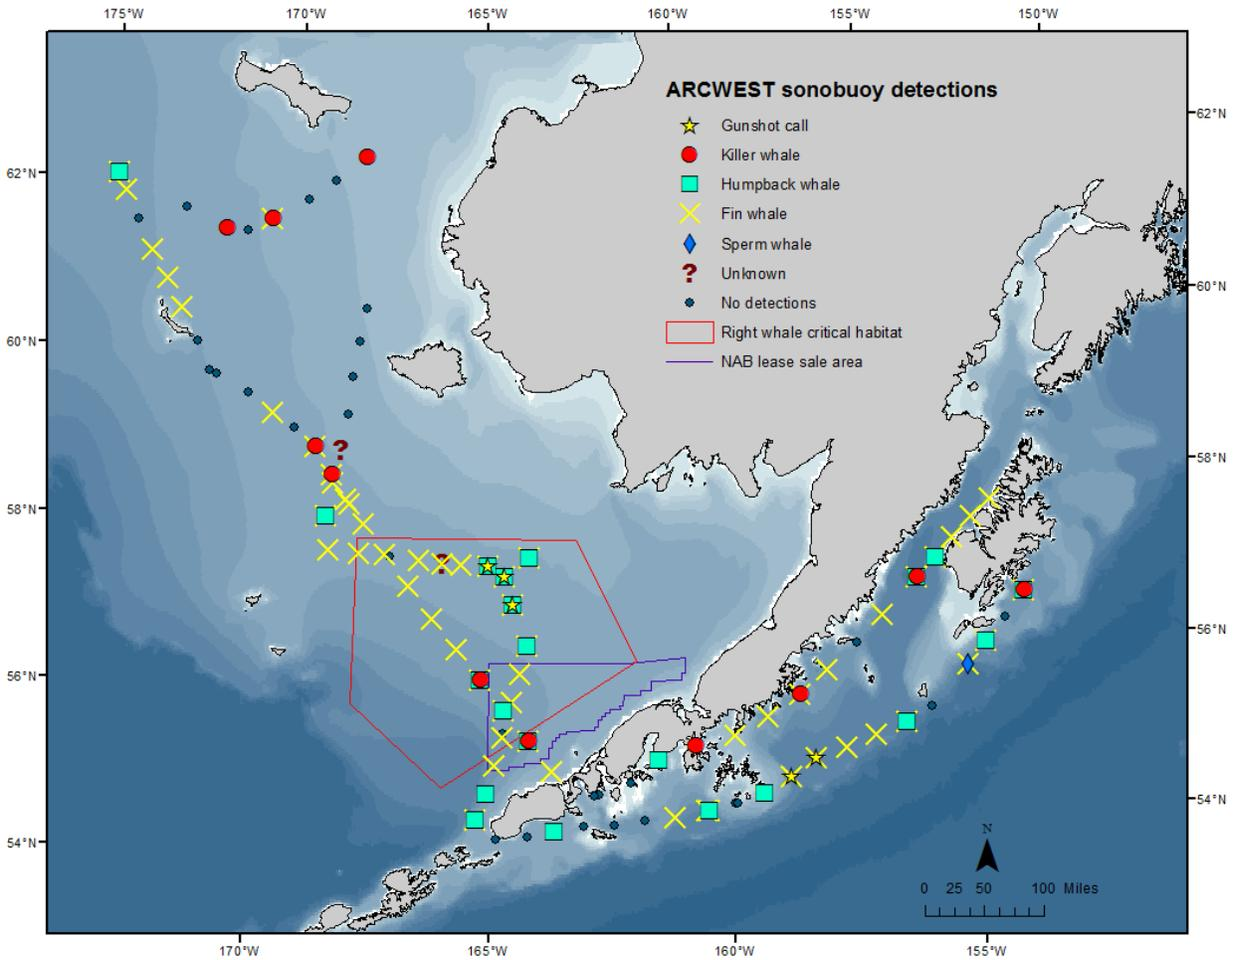 175°W 170°W 165°W 160°W 155°W 150°W
ARCWEST sonobuoy detections
Gunshot call
Killer whale
Humpback whale
Fin whale
Sperm whale
? Unknown
No detections
Right whale critical habitat
NAB lease sale area
62°N
62°N
60°N
60°N
?
58°N
58°N
?
56°N
56°N
54°N
54°N
N
0 25 50 100 Miles
170°W 165°W 160°W 155°W